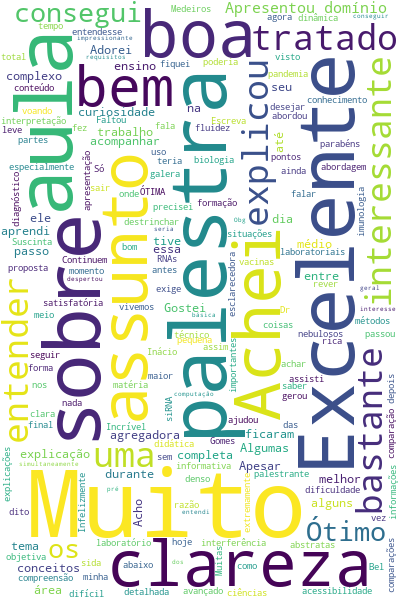 Medeiros
Apresentou domínio
consegui
boa
tratado
tempo
entendesse
agora
dinâmica
conseguir
impressionante
Adorei
fiquei
poderia
visto
total
requisitos
complexo
ensino
pandemia
conteúdo
bem
desejar
conhecimento
interpretação
voando
curiosidade
Faltou
Escreva
seu
abordou
leve
fez
fala
fluidez
parabéns
partes
trabalho
na
até
pontos
abordagem
especialmente
acompanhar
galera
biologia
ainda
aula
sair
Só
uso
explicou
falar
imunologia
diagnóstico
apresentação
ÓTIMA
teria
formação
ele
onde
precisei
dia
aprendi
destrinchar
Ohg
situações
Suscinta
bom
tive
seria
vacinas
laboratoriais
passo
essa
esclarecedora
médio
Excelente
interessante
proposta
Continuem
RNAs
entre
rever
momento
despertou
antes
Gostei
Dr
nebulosos
satisfatória
vivemos
exige
básica
coisas
métodos
meio
técnico
pequena
importantes
passou
seguir
sobre
assunto
palestra
Achei
rica
geral
interesse
forma
Inácio
assim
achar
nos
matéria
maior
computação
assisti
entender
nada
siRNA
saber
gerou
bastante
clara
Incrível
ajudou
das
comparação
depois
final
agregadora
didática
Gomes
ficaram
explicações
explicação
uma
sem
completa
Algumas
simultaneamente
durante
informativa
Apesar
melhor
informações
denso
palestrante
dificuldade
Muito
Infelizmente
pré
Acho
razão
entendi
extremamente
alguns
vez
dito
Ótimo
tema
os
laboratório
hoje
interferência
abstratas
comparações
objetiva
sida
abaixo
Muitas
como
Bel
conceitos
compreensão
minha
clareza
dos
área
difícil
detalhada
avançado
ciências
acessibilidade